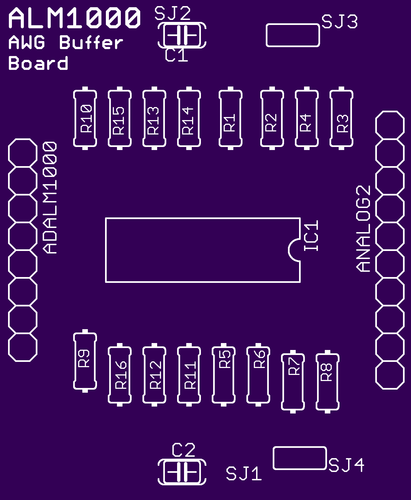 ALM1000
AWG Buffer
Board
SJ2
C1
SJ3
R10
R15
R13
R14
R1
R2
R4
R3
ADALM1000
IC1
ANALOG2
R9
R16
R12
R11
R5
R6
R7
R8
C2
SJ1
SJ4